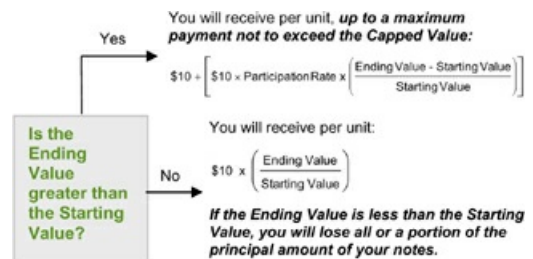 You will receive per unit, up to a maximum
payment not to exceed the Capped Value:
Yes
$10 + [$10 × Participation Rate x (Ending Value - Starting Value / Starting Value)]
Is the
Ending
Value
greater than
the Starting
Value?
No
You will receive per unit:
$10 x (Ending Value / Starting Value)
If the Ending Value is less than the Starting
Value, you will lose all or a portion of the
principal amount of your notes.